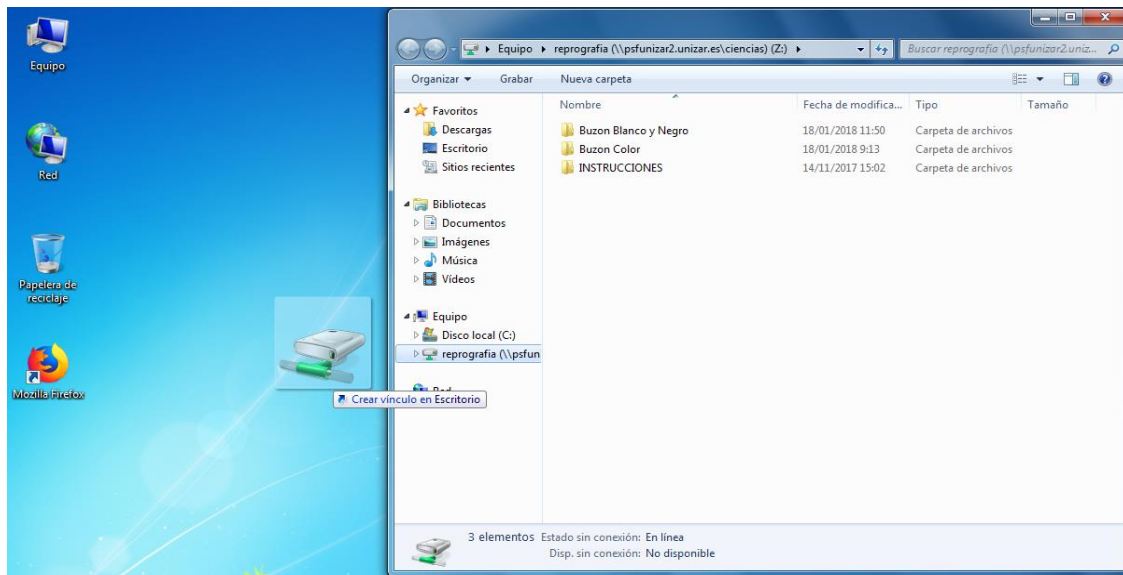 Equipo
Red
Papelera de
reciclaje
Mozilla Firefox
Crear vínculo en Escritorio
Equipo reprografia (\\psfunizar2.unizar.es\ciencias) (Z:)
Buscar reprografia (\\psfunizar2.uniz...
Organizar Grabar Nueva carpeta
Favoritos
Descargas
Escritorio
Sitios recientes
Bibliotecas
Documentos
Imágenes
Música
Vídeos
Equipo
Disco local (C:)
reprografia (\\psfun
Red
Nombre Fecha de modifica... Tipo Tamaño
Buzon Blanco y Negro 18/01/2018 11:50 Carpeta de archivos
Buzon Color 18/01/2018 9:13 Carpeta de archivos
INSTRUCCIONES 14/11/2017 15:02 Carpeta de archivos
3 elementos Estado sin conexión: En línea
Disp. sin conexión: No disponible